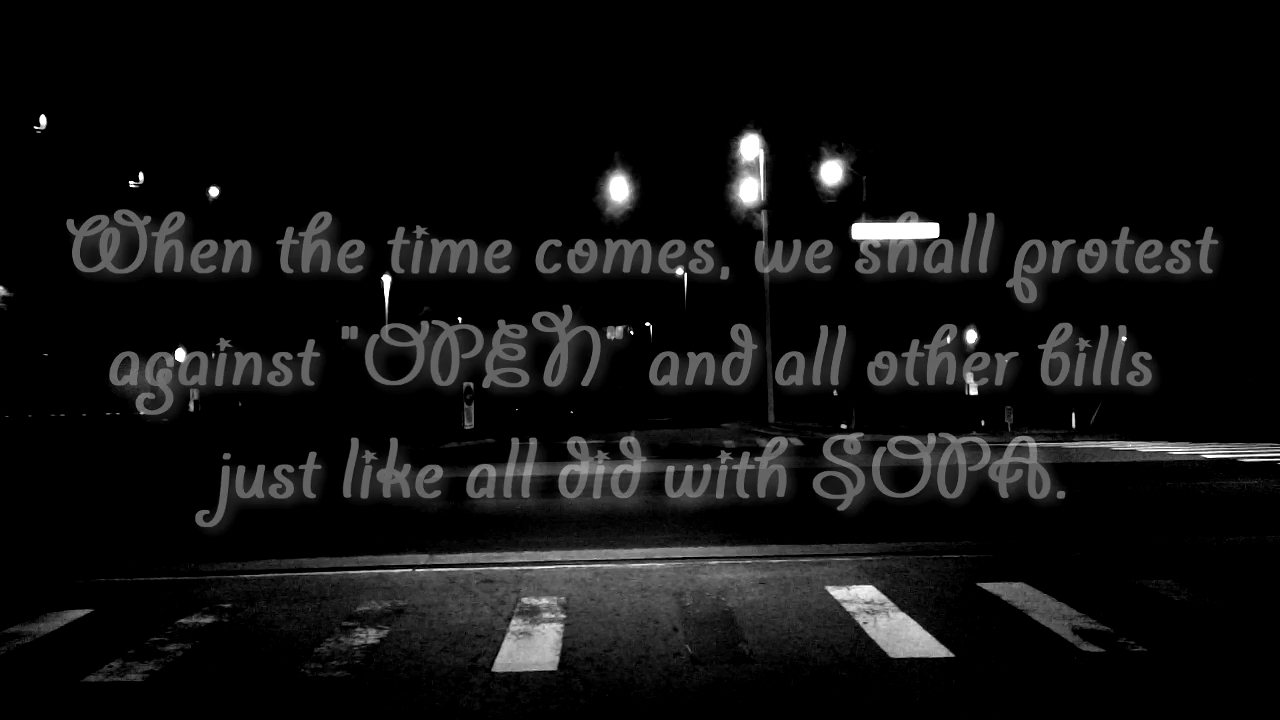 When the time comes, we shall protest
against "OPEN" and all other bills
just like all did with SOPA.